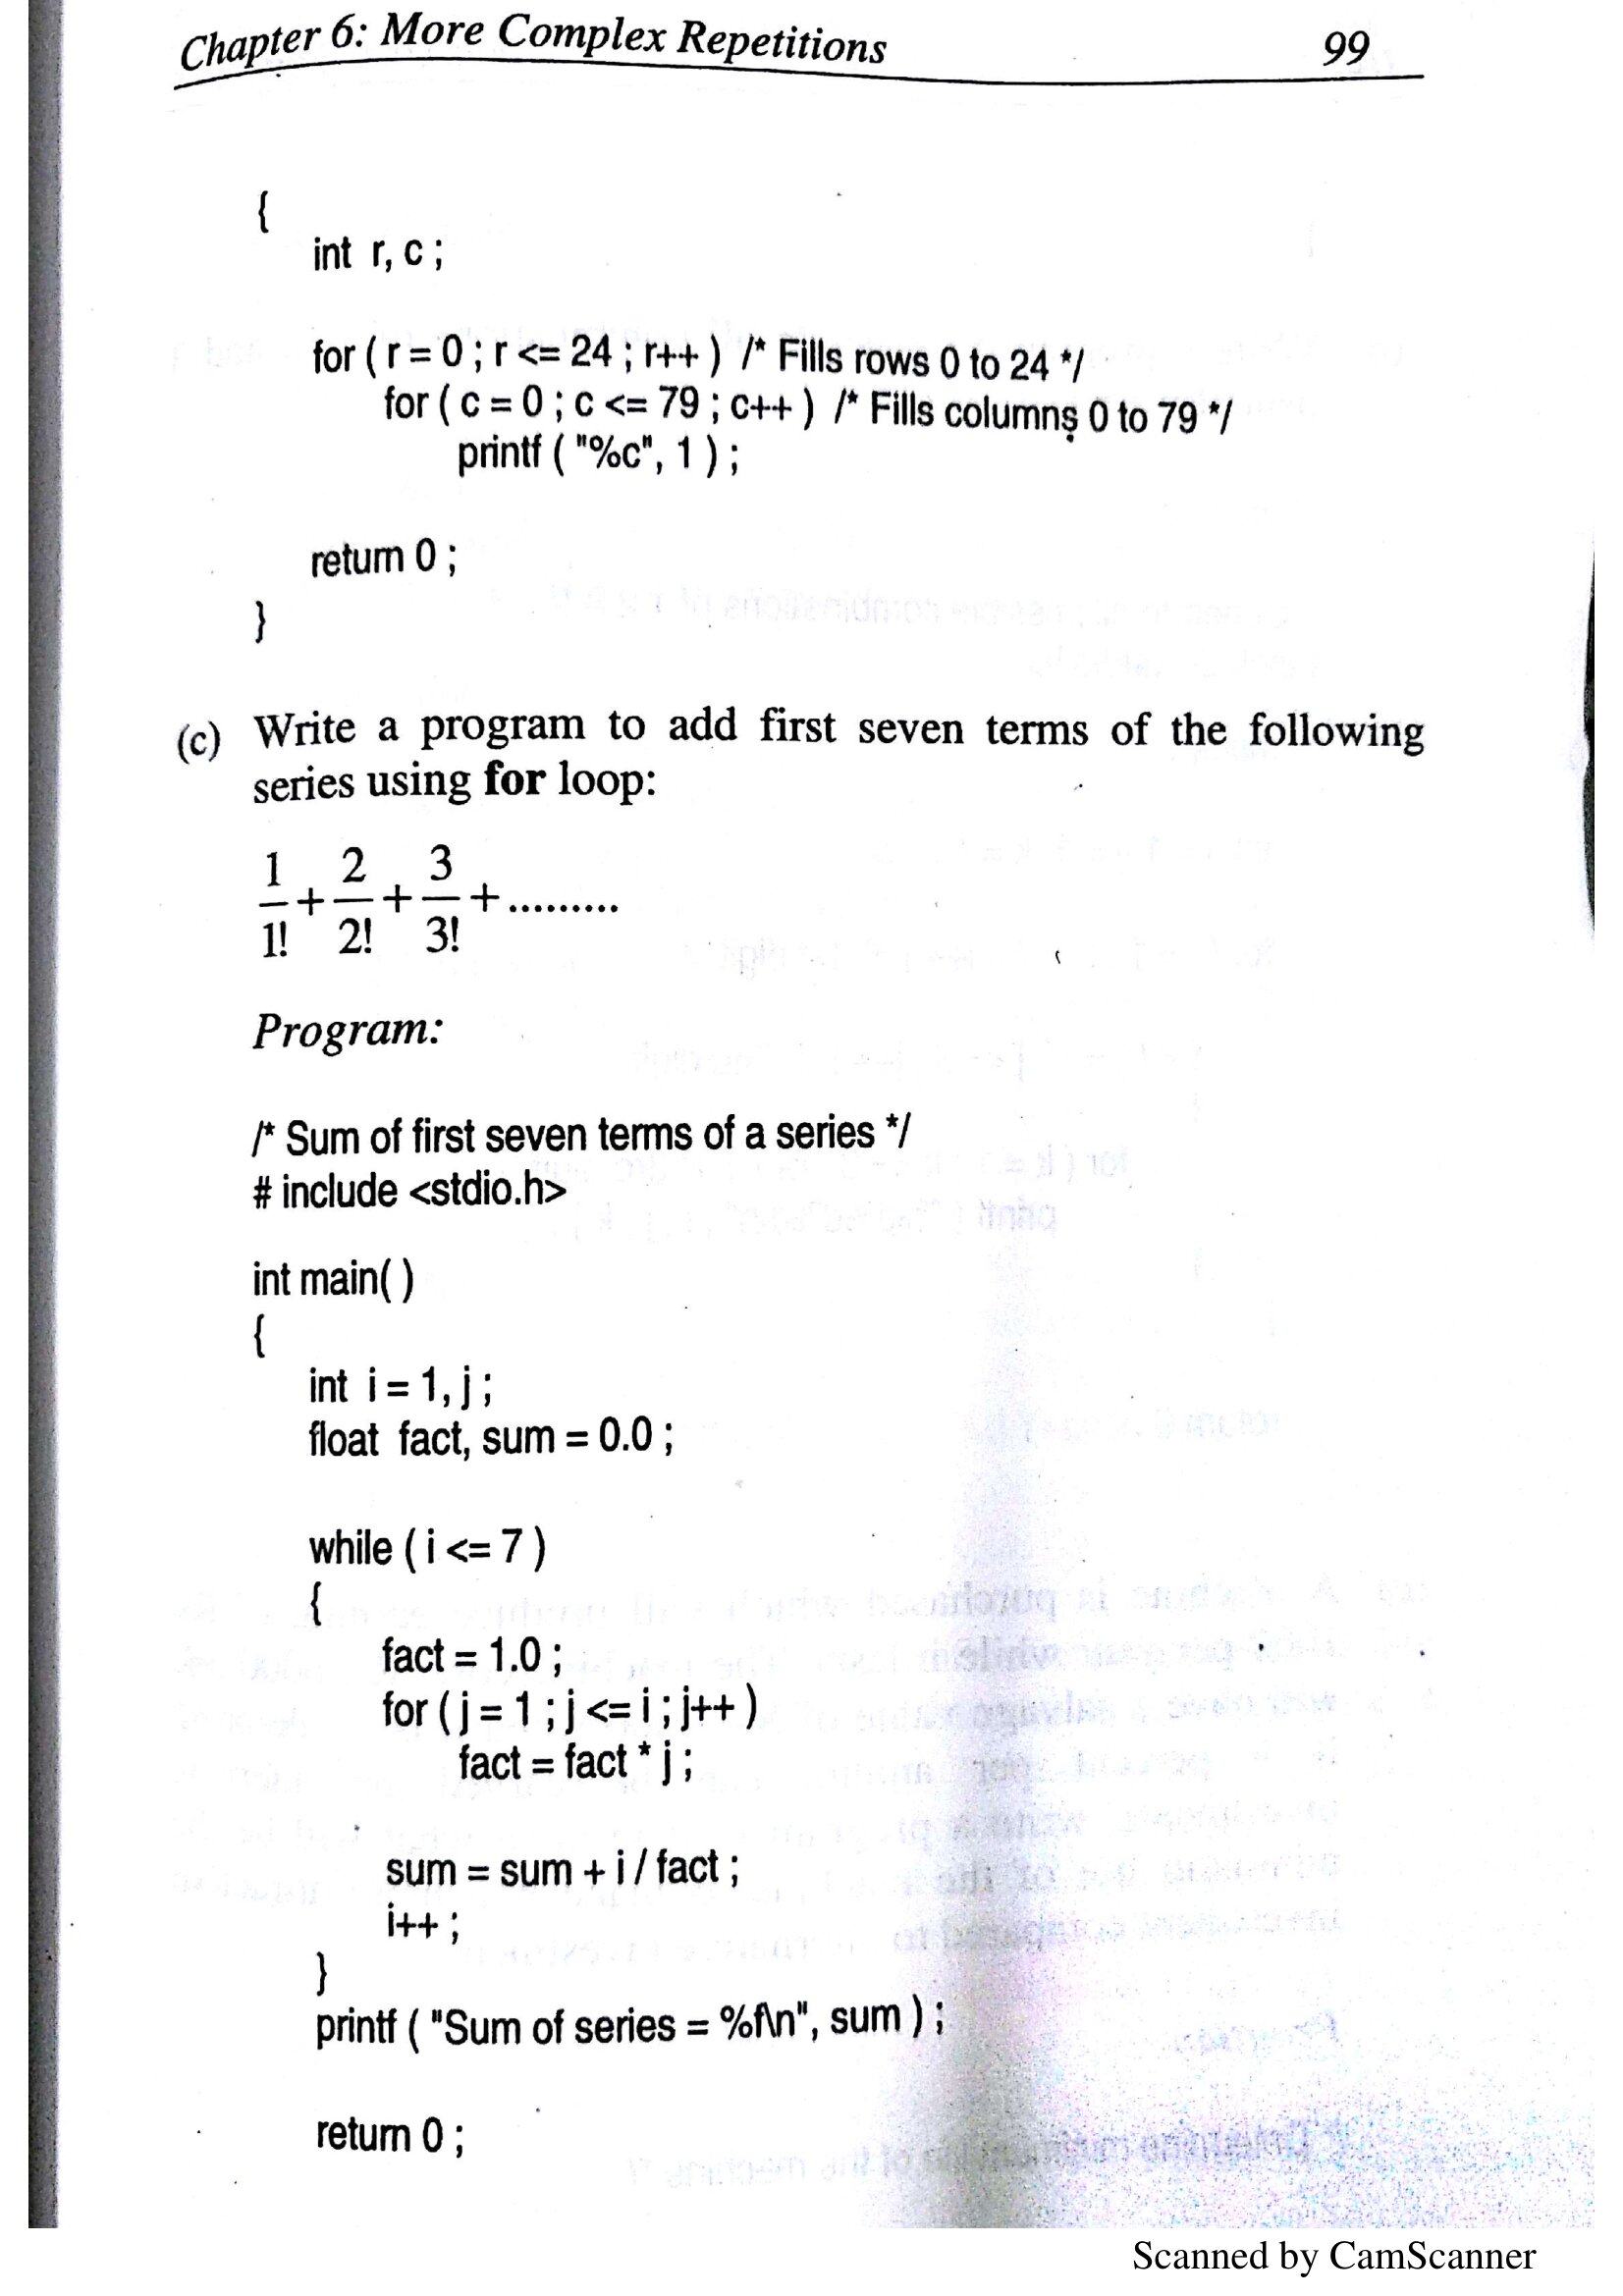 Chapter 6: More Complex Repetitions 99
{
int r, c ;
for ( r = 0 ; r <= 24 ; r++ ) /* Fills rows 0 to 24 */
for ( c = 0 ; c <= 79 ; c++ ) /* Fills columns 0 to 79 */
printf ( "%c", 1 ) ;
return 0 ;
}
(c) Write a program to add first seven terms of the following
series using for loop:
1/1! + 2/2! + 3/3! + .........
Program:
/* Sum of first seven terms of a series */
# include <stdio.h>
int main( )
{
int i = 1, j ;
float fact, sum = 0.0 ;
while ( i <= 7 )
{
fact = 1.0 ;
for ( j = 1 ; j <= i ; j++ )
fact = fact * j ;
sum = sum + i / fact ;
i++ ;
}
printf ( "Sum of series = %f\n", sum ) ;
return 0 ;
Scanned by CamScanner